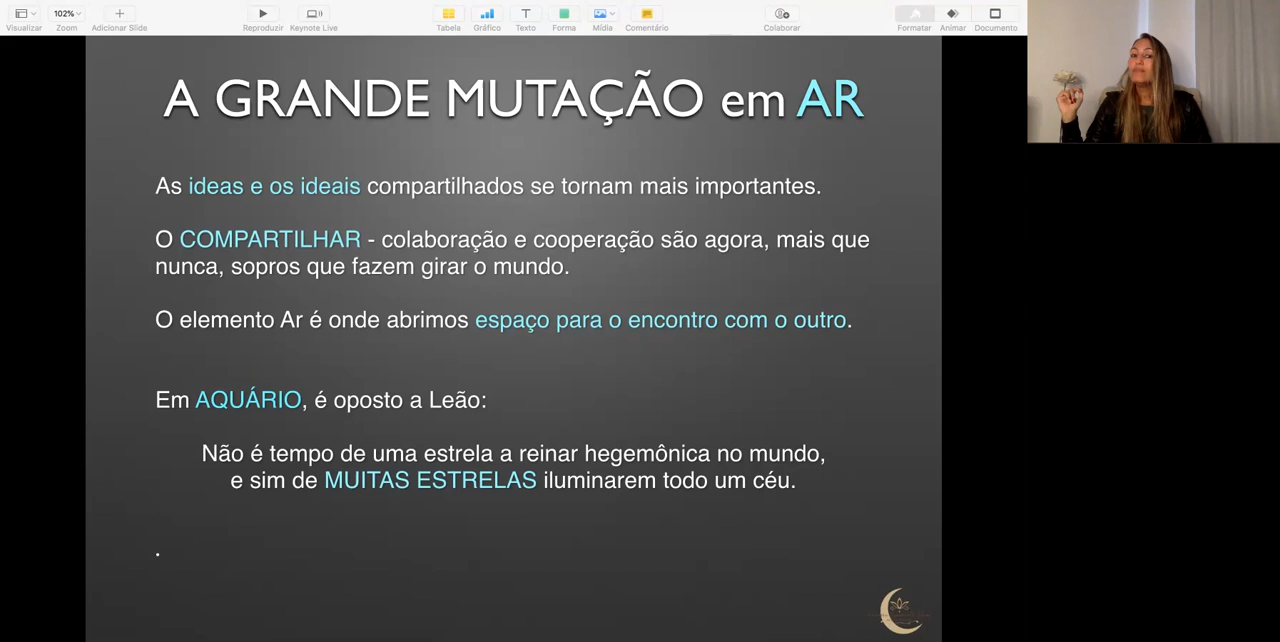 Visualizar
102%
Zoom
Adicionar Slide
Reproduzir
Keynote Live
Tabela
Gráfico
Texto
Forma
Mídia
Comentário
Colaborar
Formatar
Animar
Documento
A GRANDE MUTAÇÃO em AR
As ideas e os ideais compartilhados se tornam mais importantes.
O COMPARTILHAR - colaboração e cooperação são agora, mais que
nunca, sopros que fazem girar o mundo.
O elemento Ar é onde abrimos espaço para o encontro com o outro.
Em AQUÁRIO, é oposto a Leão:
Não é tempo de uma estrela a reinar hegemônica no mundo,
e sim de MUITAS ESTRELAS iluminarem todo um céu.
.